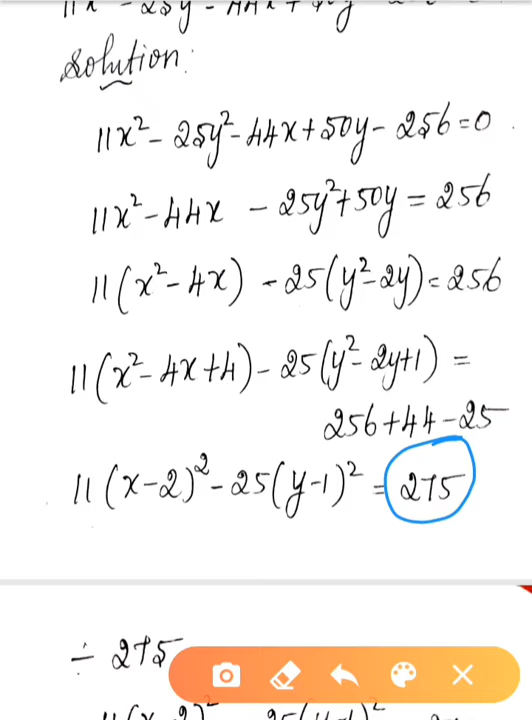 Solution:
11x² - 25y² - 44x + 50y - 256 = 0
11x² - 44x - 25y² + 50y = 256
11(x² - 4x) - 25(y² - 2y) = 256
11(x² - 4x + 4) - 25(y² - 2y + 1) =
256 + 44 - 25
11(x - 2)² - 25(y - 1)² = 275
÷ 275